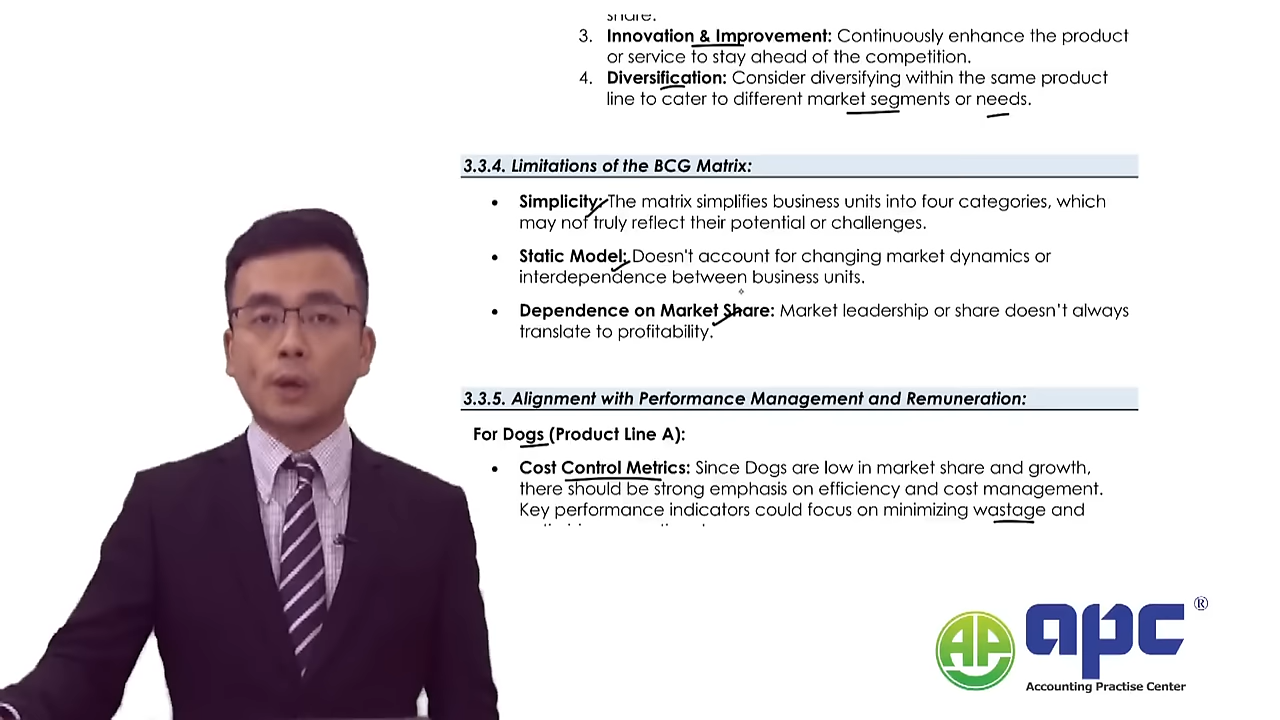 3. Innovation & Improvement: Continuously enhance the product
or service to stay ahead of the competition.
4. Diversification: Consider diversifying within the same product
line to cater to different market segments or needs.
3.3.4. Limitations of the BCG Matrix:
• Simplicity: The matrix simplifies business units into four categories, which
may not truly reflect their potential or challenges.
• Static Model: Doesn't account for changing market dynamics or
interdependence between business units.
• Dependence on Market Share: Market leadership or share doesn’t always
translate to profitability.
3.3.5. Alignment with Performance Management and Remuneration:
For Dogs (Product Line A):
• Cost Control Metrics: Since Dogs are low in market share and growth,
there should be strong emphasis on efficiency and cost management.
Key performance indicators could focus on minimizing wastage and
AP apc ®
Accounting Practise Center